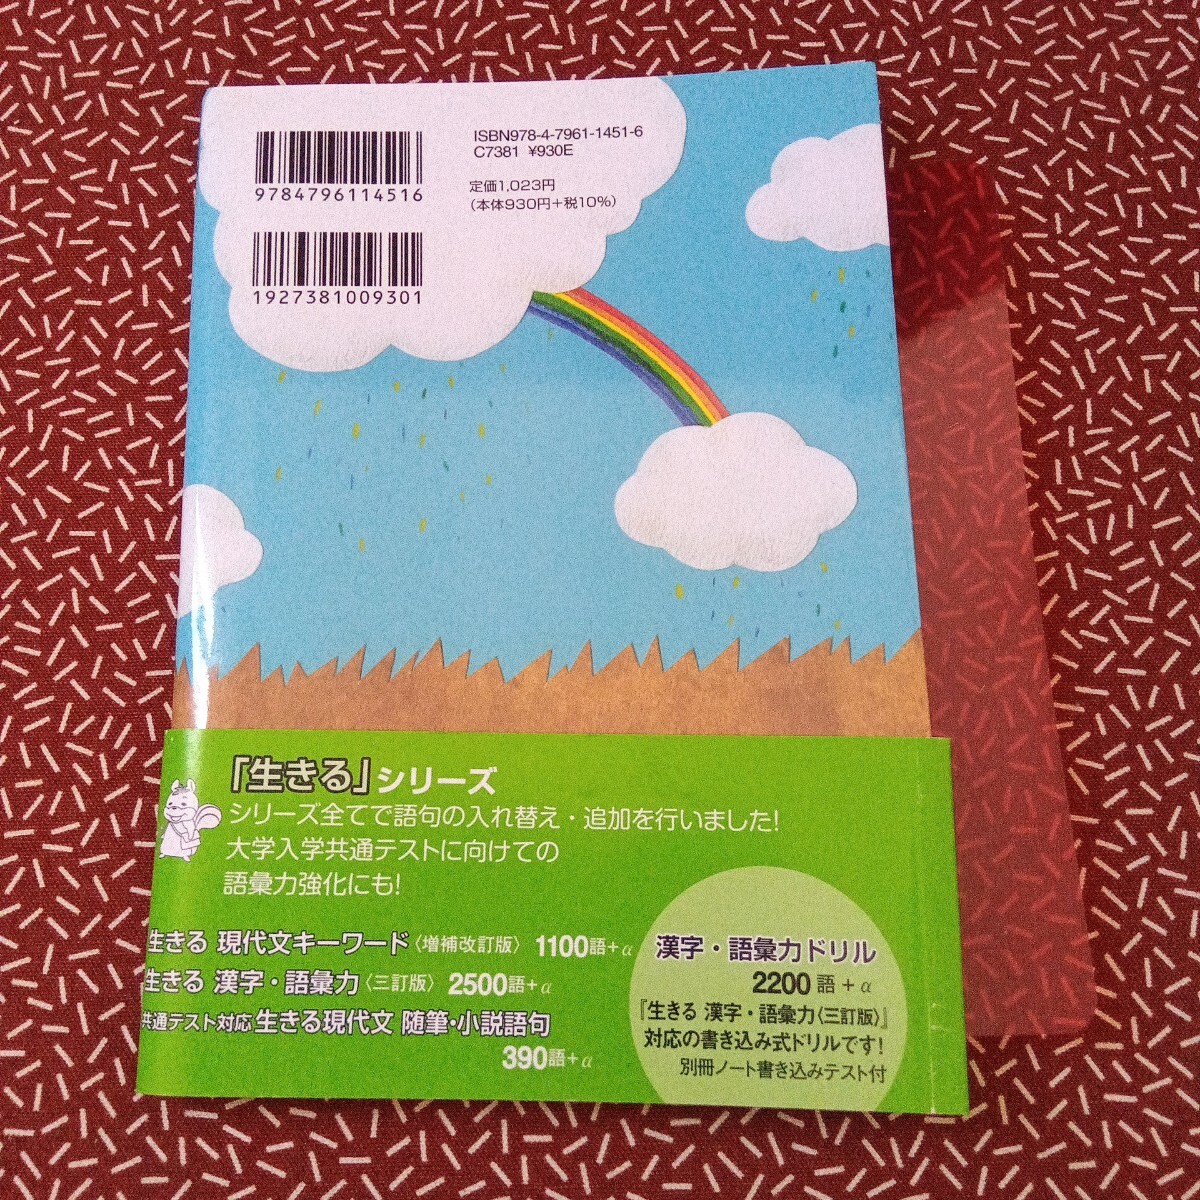 9784796114516
ISBN978-4-7961-1451-6
C7381 ¥930E
定価1,023円
(本体930円+税10%)
1927381009301
「生きる」シリーズ
シリーズ全てで語句の入れ替え・追加を行いました!
大学入学共通テストに向けての
語彙力強化にも!
生きる 現代文キーワード〈増補改訂版〉 1100語+α
生きる 漢字・語彙力〈三訂版〉 2500語+α
共通テスト対応 生きる現代文 随筆・小説語句
390語+α
漢字・語彙力ドリル
2200語+α
『生きる 漢字・語彙力〈三訂版〉』
対応の書き込み式ドリルです!
別冊ノート書き込みテスト付